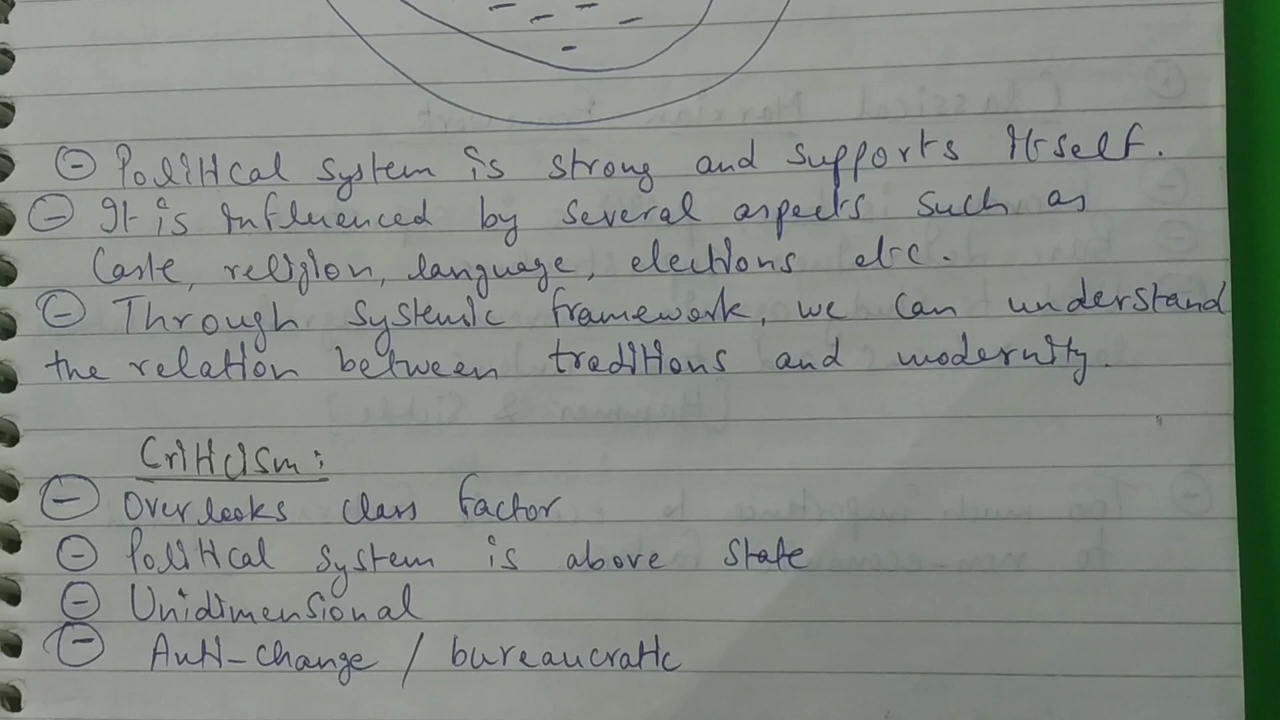 ⊖ Political system is strong and supports itself.
⊖ It is influenced by several aspects such as
Caste, religion, language, elections etc.
⊖ Through systemic framework, we can understand
the relation between traditions and modernity.
Criticism:
⊖ Overlooks class factor
⊖ Political system is above state
⊖ Unidimensional
⊖ Anti-change / bureaucratic